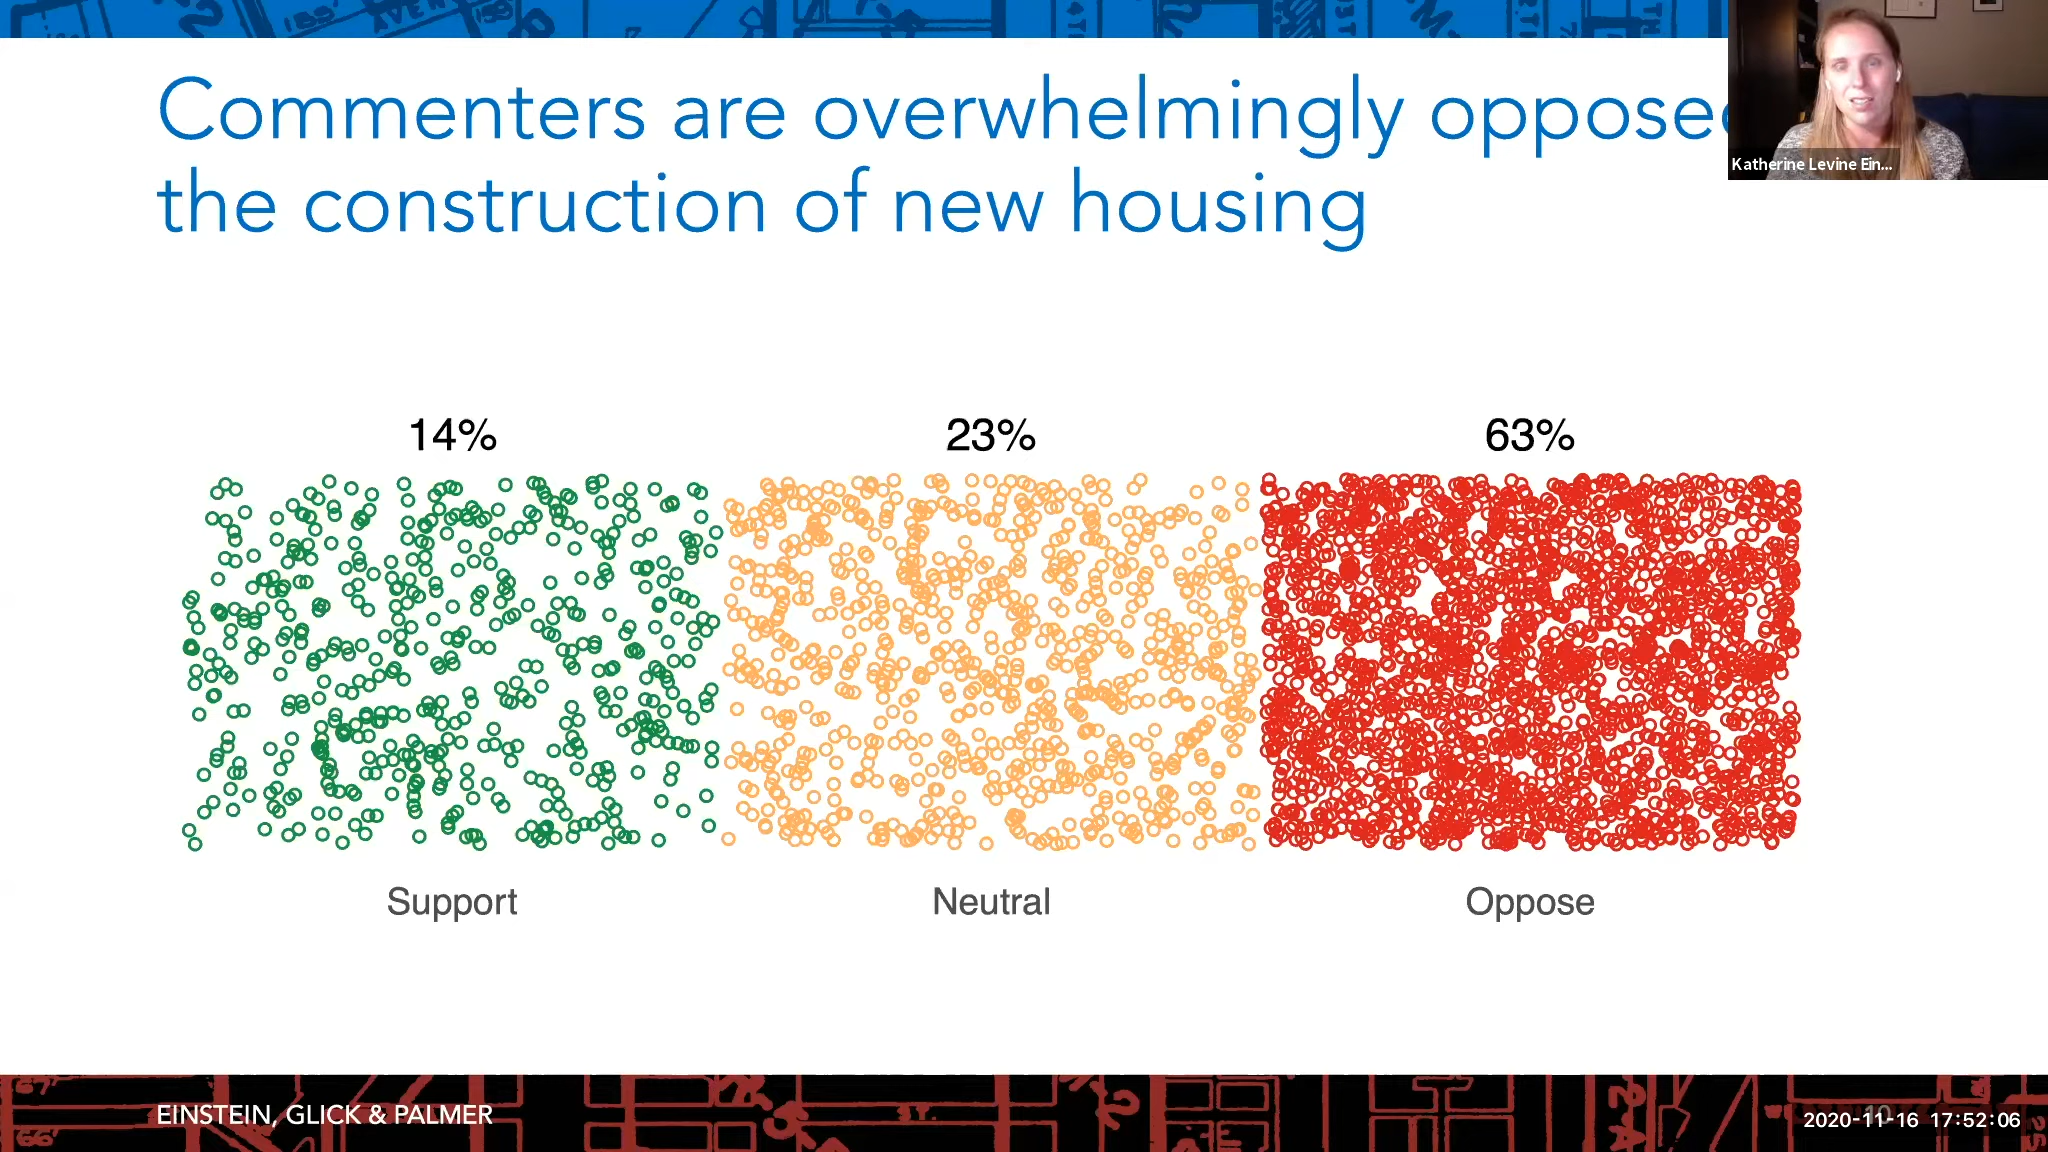 Commenters are overwhelmingly oppose
the construction of new housing
Katherine Levine Ein...
14%
23%
63%
Support
Neutral
Oppose
EINSTEIN, GLICK & PALMER
10
2020-11-16 17:52:06